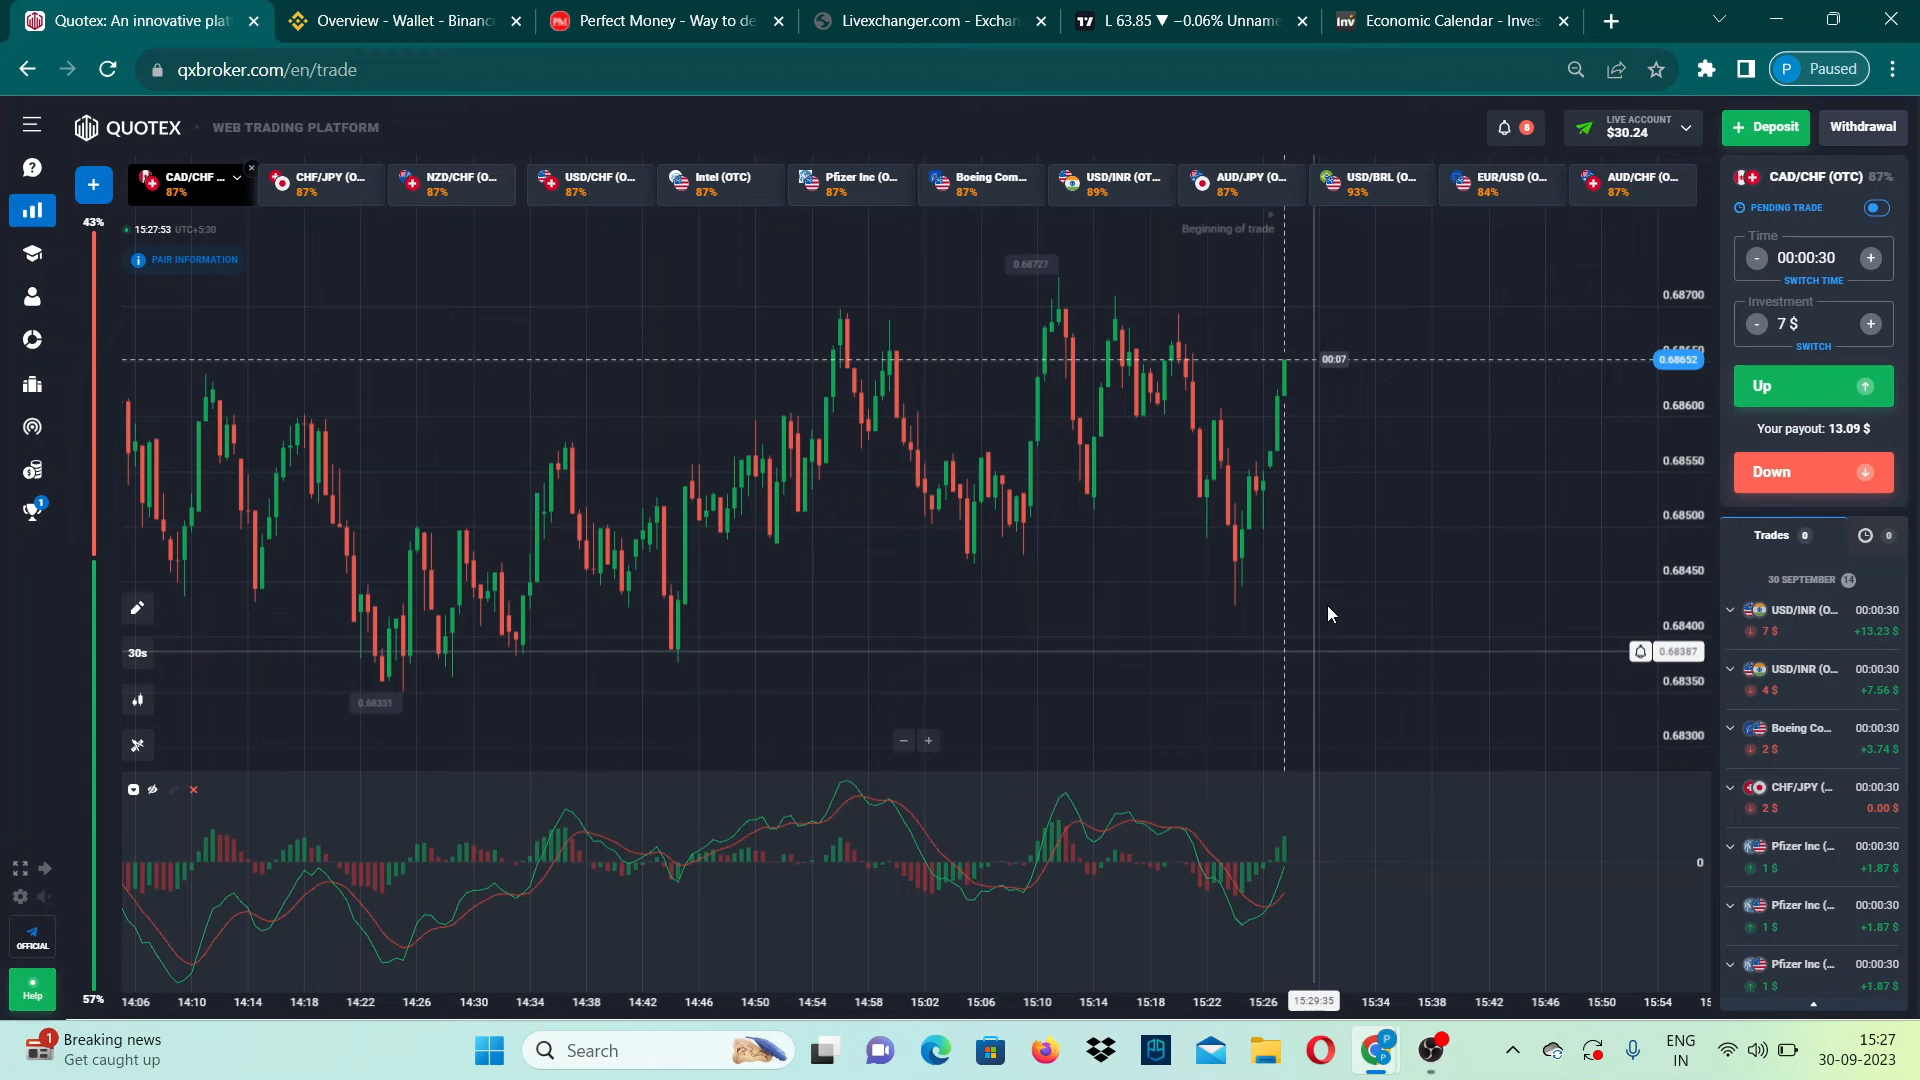 Quotex: An innovative plat
Overview - Wallet - Binanc
Perfect Money - Way to de
Livexchanger.com - Exchan
L 63.85 ▼ −0.06% Unname
Economic Calendar - Inves
qxbroker.com/en/trade
P Paused
QUOTEX WEB TRADING PLATFORM
8
LIVE ACCOUNT
$30.24
+ Deposit
Withdrawal
CAD/CHF ...
87%
CHF/JPY (O...
87%
NZD/CHF (O...
87%
USD/CHF (O...
87%
Intel (OTC)
87%
Pfizer Inc (O...
87%
Boeing Com...
87%
USD/INR (OT...
89%
AUD/JPY (O...
87%
USD/BRL (O...
93%
EUR/USD (O...
84%
AUD/CHF (O...
87%
43%
15:27:53 UTC+5:30
PAIR INFORMATION
Beginning of trade
0.68727
0.68351
00:07
30s
0.68700
0.68652
0.68600
0.68550
0.68500
0.68450
0.68400
0.68387
0.68350
0.68300
0
57%
14:06 14:10 14:14 14:18 14:22 14:26 14:30 14:34 14:38 14:42 14:46 14:50 14:54 14:58 15:02 15:06 15:10 15:14 15:18 15:22 15:26 15:29:35 15:34 15:38 15:42 15:46 15:50 15:54 15
OFFICIAL
Help
1
CAD/CHF (OTC) 87%
PENDING TRADE
Time
- 00:00:30 +
SWITCH TIME
Investment
- 7 $ +
SWITCH
Up
Your payout: 13.09 $
Down
Trades 0
0
30 SEPTEMBER 14
USD/INR (O... 00:00:30
7 $ +13.23 $
USD/INR (O... 00:00:30
4 $ +7.56 $
Boeing Co... 00:00:30
2 $ +3.74 $
CHF/JPY (... 00:00:30
2 $ 0.00 $
Pfizer Inc (... 00:00:30
1 $ +1.87 $
Pfizer Inc (... 00:00:30
1 $ +1.87 $
Pfizer Inc (... 00:00:30
1 $ +1.87 $
1
Breaking news
Get caught up
Search
ENG
IN
15:27
30-09-2023